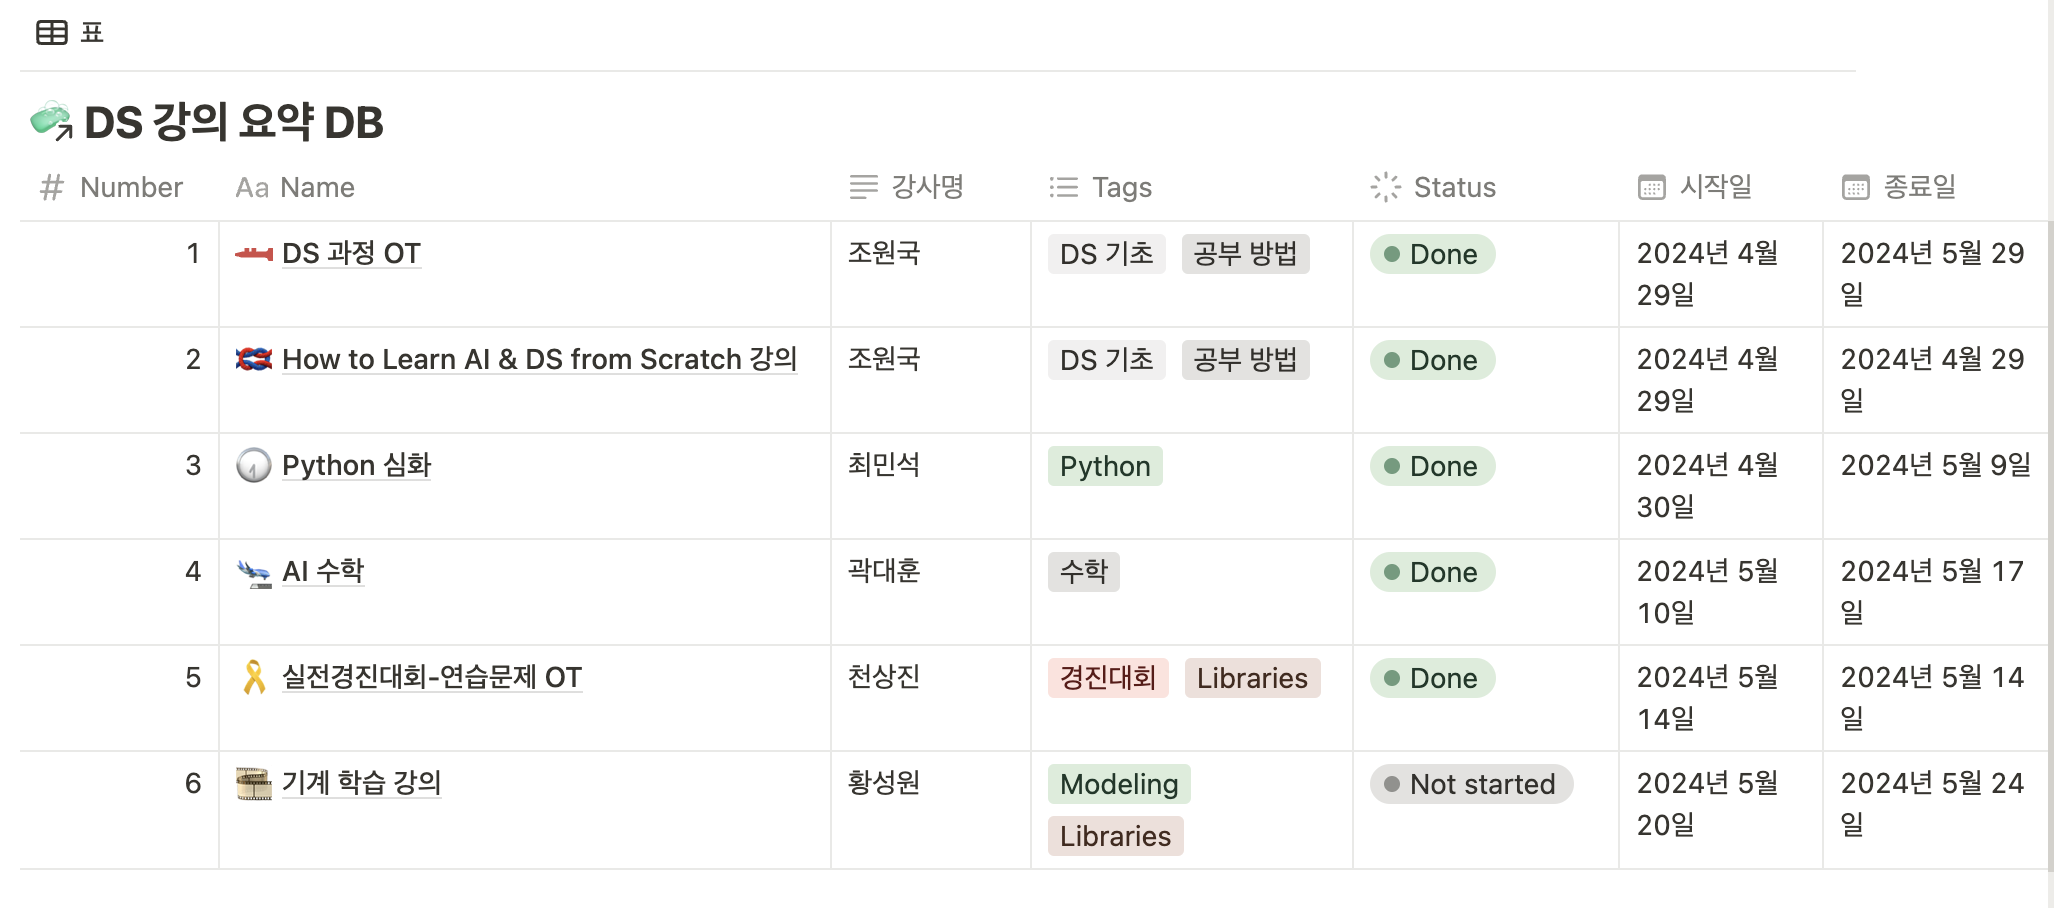 표
DS 강의 요약 DB
Number Name 강사명 Tags Status 시작일 종료일
1 DS 과정 OT 조원국 DS 기초 공부 방법 Done 2024년 4월 29일 2024년 5월 29일
2 How to Learn AI & DS from Scratch 강의 조원국 DS 기초 공부 방법 Done 2024년 4월 29일 2024년 4월 29일
3 Python 심화 최민석 Python Done 2024년 4월 30일 2024년 5월 9일
4 AI 수학 곽대훈 수학 Done 2024년 5월 10일 2024년 5월 17일
5 실전경진대회-연습문제 OT 천상진 경진대회 Libraries Done 2024년 5월 14일 2024년 5월 14일
6 기계 학습 강의 황성원 Modeling Libraries Not started 2024년 5월 20일 2024년 5월 24일